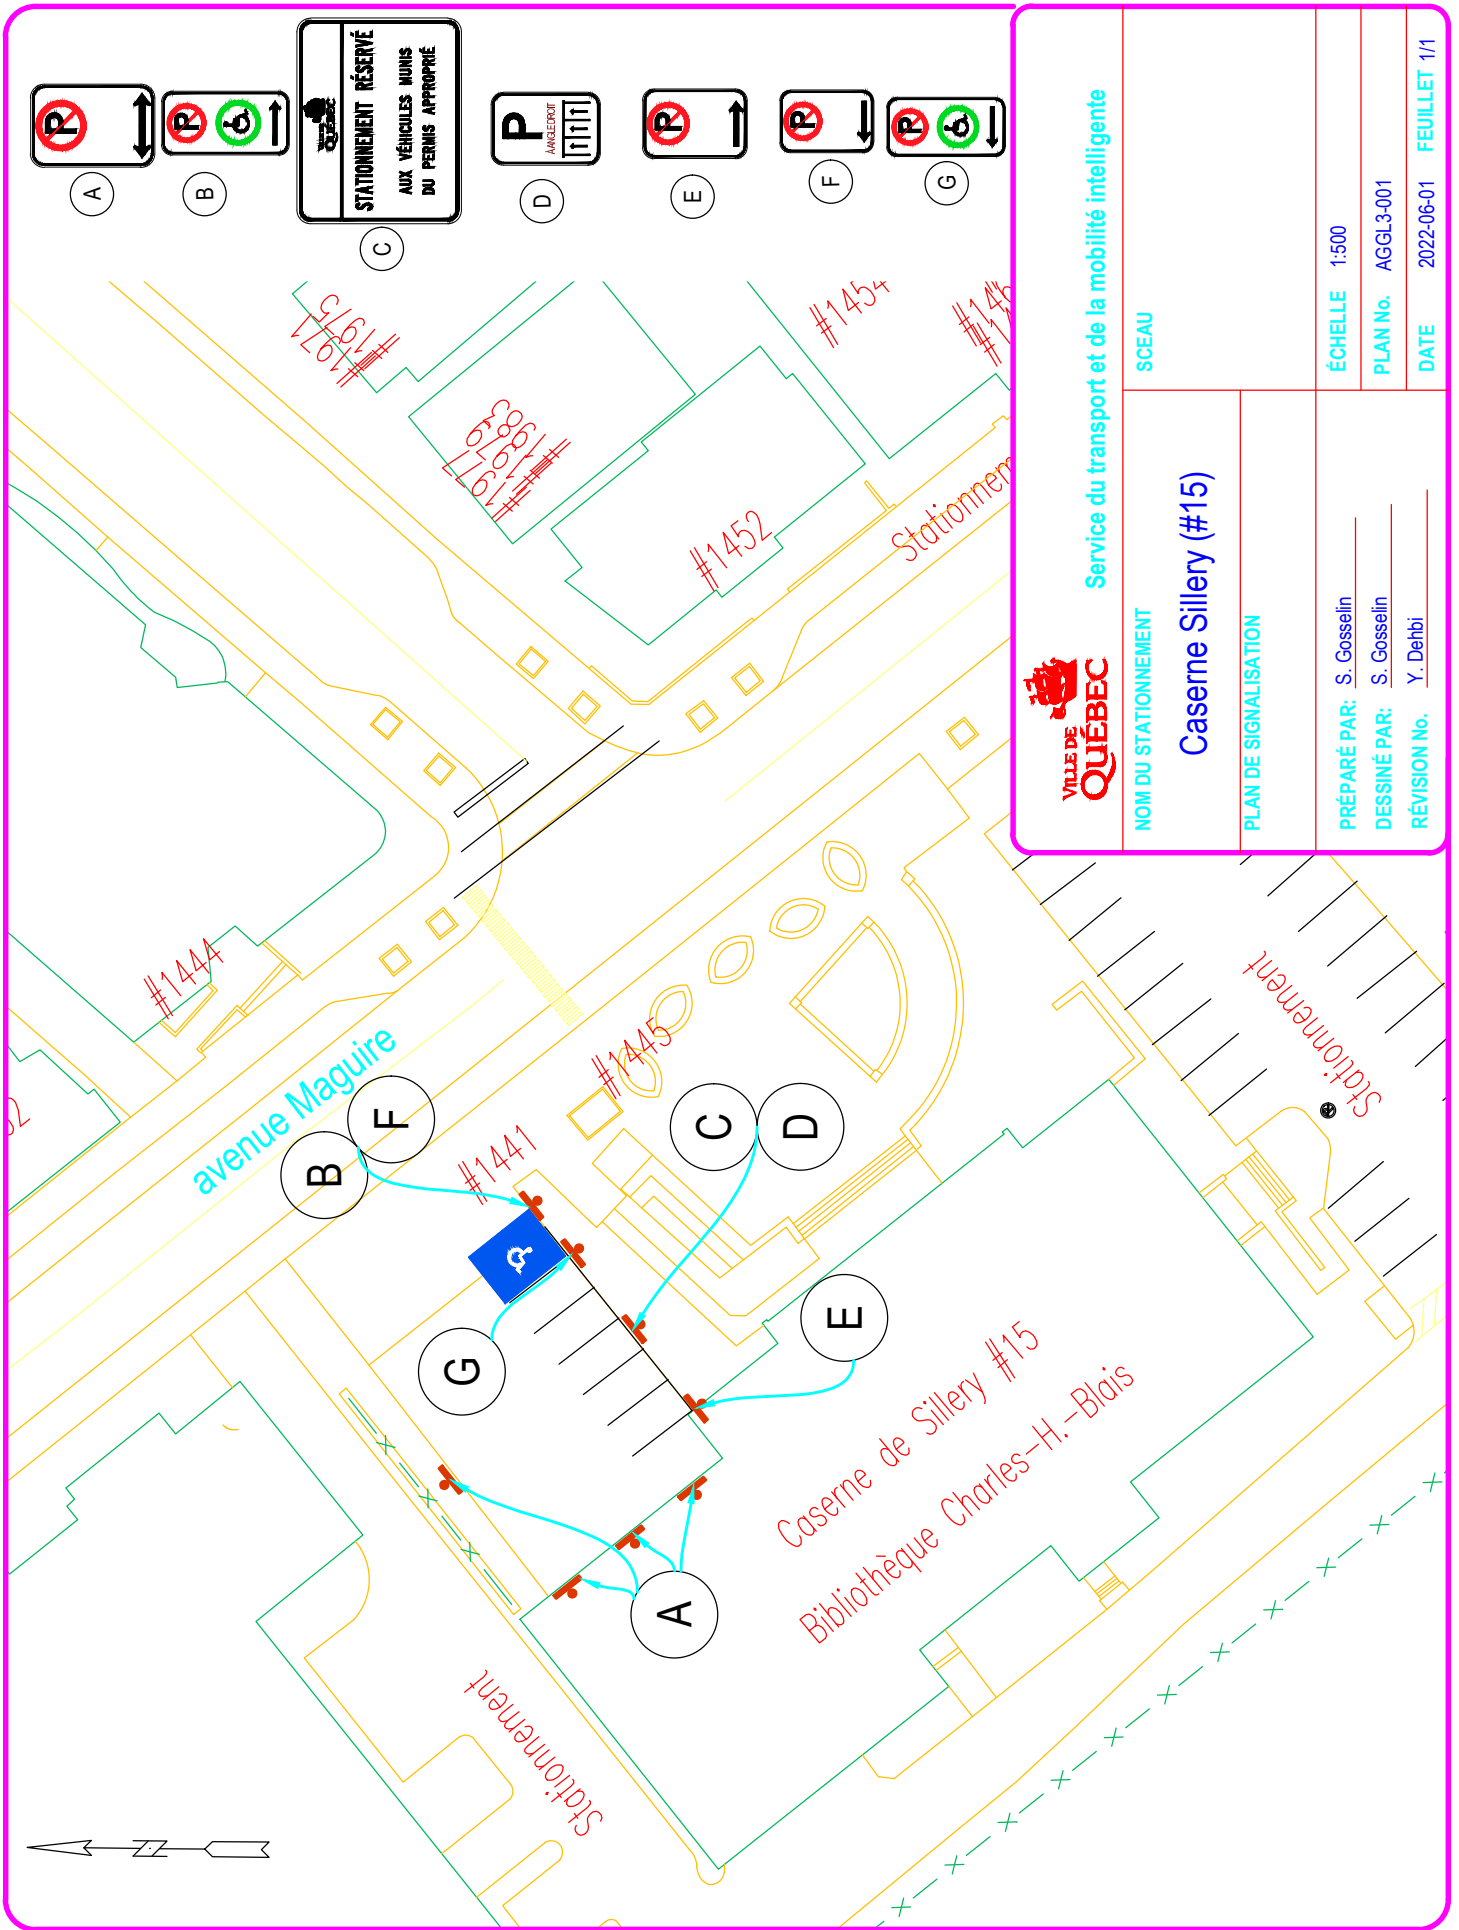 A
P
B
P
C
QUÉBEC
STATIONNEMENT RÉSERVÉ
AUX VÉHICULES MUNIS
DU PERMIS APPROPRIÉ
D
P
À ANGLE DROIT
E
P
F
P
G
P
#1971
#1975
#1977
#1979
#1983
#1454
#1452
Stationnem
#1444
avenue Maguire
#1445
#1441
B
F
C
D
G
E
A
Caserne de Sillery #15
Bibliothèque Charles-H.-Blais
Stationnement
Stationnement
N
VILLE DE
QUÉBEC
Service du transport et de la mobilité intelligente
NOM DU STATIONNEMENT
Caserne Sillery (#15)
SCEAU
PLAN DE SIGNALISATION
PRÉPARÉ PAR: S. Gosselin
DESSINÉ PAR: S. Gosselin
RÉVISION No. Y. Dehbi
ÉCHELLE 1:500
PLAN No. AGGL3-001
DATE 2022-06-01 FEUILLET 1/1